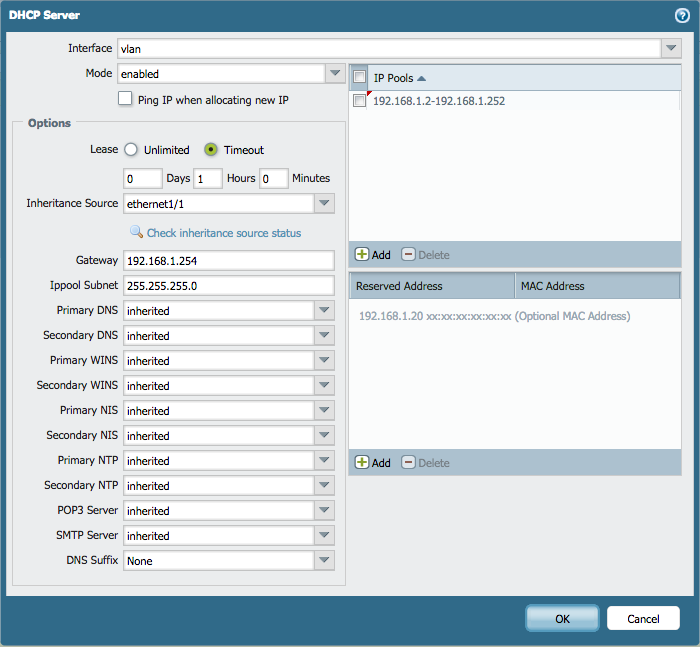 DHCP Server
Interface vlan
Mode enabled
Ping IP when allocating new IP
Options
Lease Unlimited Timeout
0 Days 1 Hours 0 Minutes
Inheritance Source ethernet1/1
Check inheritance source status
Gateway 192.168.1.254
Ippool Subnet 255.255.255.0
Primary DNS inherited
Secondary DNS inherited
Primary WINS inherited
Secondary WINS inherited
Primary NIS inherited
Secondary NIS inherited
Primary NTP inherited
Secondary NTP inherited
POP3 Server inherited
SMTP Server inherited
DNS Suffix None
IP Pools
192.168.1.2-192.168.1.252
Add Delete
Reserved Address MAC Address
192.168.1.20 xx:xx:xx:xx:xx:xx (Optional MAC Address)
Add Delete
OK Cancel